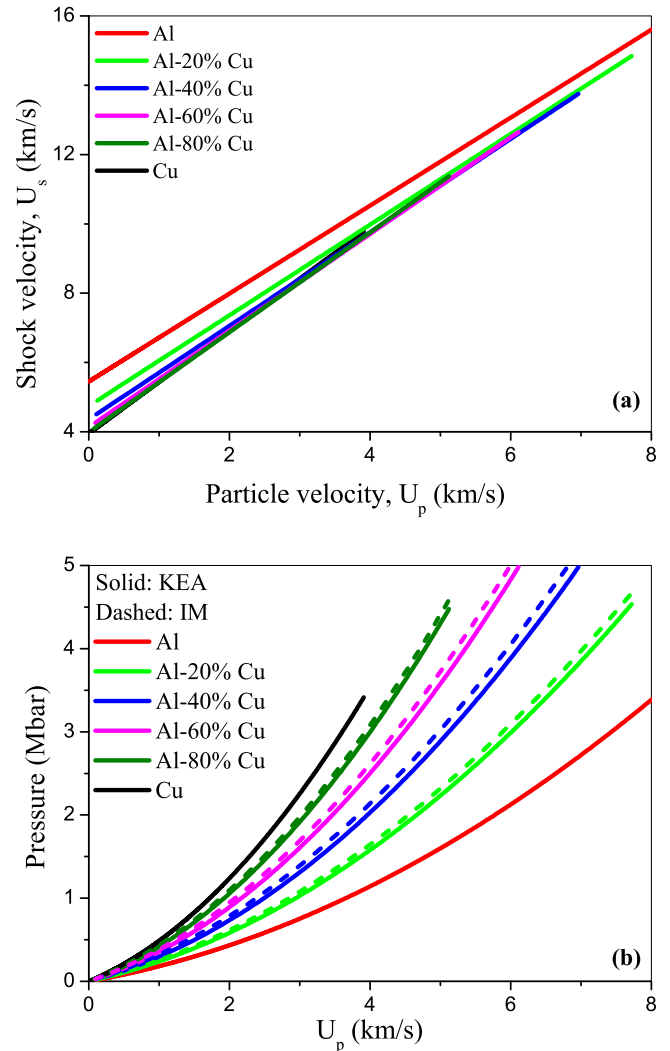 16
12
8
4
Shock velocity, U_s (km/s)
Al
Al-20% Cu
Al-40% Cu
Al-60% Cu
Al-80% Cu
Cu
(a)
0 2 4 6 8
Particle velocity, U_p (km/s)
5
4
3
2
1
0
Pressure (Mbar)
Solid: KEA
Dashed: IM
Al
Al-20% Cu
Al-40% Cu
Al-60% Cu
Al-80% Cu
Cu
(b)
0 2 4 6 8
U_p (km/s)